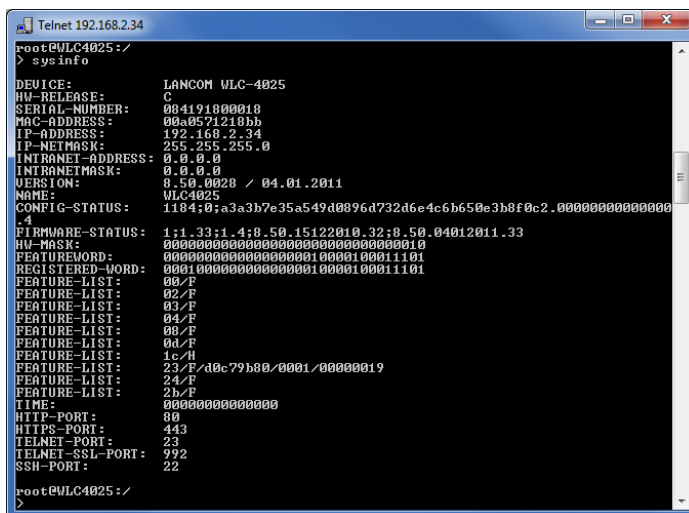 Telnet 192.168.2.34
root@WLC4025:/
> sysinfo
DEVICE: LANCOM WLC-4025
HW-RELEASE: C
SERIAL-NUMBER: 084191800018
MAC-ADDRESS: 00a0571218bb
IP-ADDRESS: 192.168.2.34
IP-NETMASK: 255.255.255.0
INTRANET-ADDRESS: 0.0.0.0
INTRANETMASK: 0.0.0.0
VERSION: 8.50.0028 / 04.01.2011
NAME: WLC4025
CONFIG-STATUS: 1184;0;a3a3b7e35a549d0896d732d6e4c6b650e3b8f0c2.00000000000000
.4
FIRMWARE-STATUS: 1;1.33;1.4;8.50.15122010.32;8.50.04012011.33
HW-MASK: 00000000000000000000000000000010
FEATUREWORD: 00000000000000000010000100011101
REGISTERED-WORD: 00010000000000000010000100011101
FEATURE-LIST: 00/F
FEATURE-LIST: 02/F
FEATURE-LIST: 03/F
FEATURE-LIST: 04/F
FEATURE-LIST: 08/F
FEATURE-LIST: 0d/F
FEATURE-LIST: 1c/H
FEATURE-LIST: 23/F/d0c79b80/0001/00000019
FEATURE-LIST: 24/F
FEATURE-LIST: 2b/F
TIME: 00000000000000
HTTP-PORT: 80
HTTPS-PORT: 443
TELNET-PORT: 23
TELNET-SSL-PORT: 992
SSH-PORT: 22
root@WLC4025:/
>